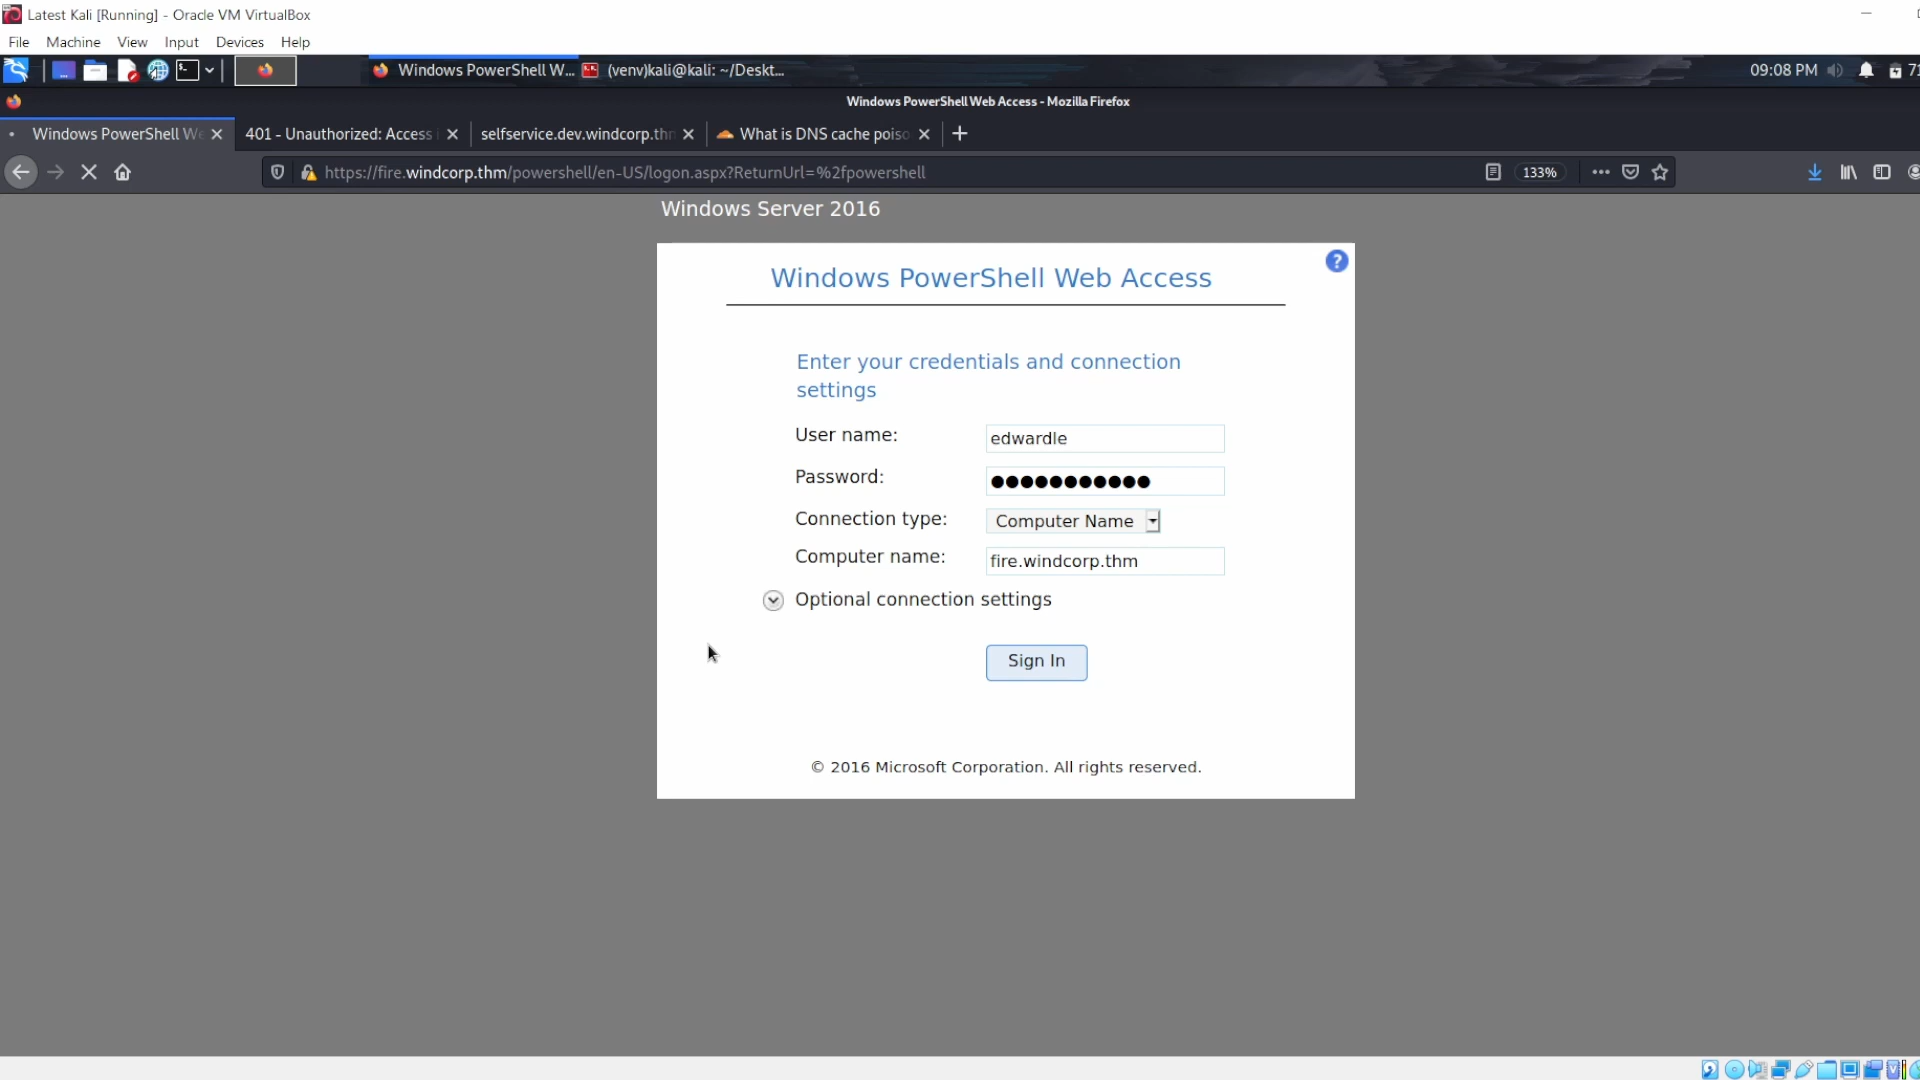 Latest Kali [Running] - Oracle VM VirtualBox
File Machine View Input Devices Help
Windows PowerShell W... (venv)kali@kali: ~/Deskt... 09:08 PM 71
Windows PowerShell Web Access - Mozilla Firefox
Windows PowerShell We 401 - Unauthorized: Access selfservice.dev.windcorp.thm What is DNS cache poiso
https://fire.windcorp.thm/powershell/en-US/logon.aspx?ReturnUrl=%2fpowershell 133%
Windows Server 2016
Windows PowerShell Web Access
Enter your credentials and connection
settings
User name: edwardle
Password: ●●●●●●●●●●●
Connection type: Computer Name
Computer name: fire.windcorp.thm
Optional connection settings
Sign In
© 2016 Microsoft Corporation. All rights reserved.